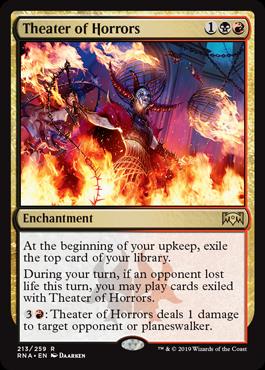 Theater of Horrors 1
Enchantment
At the beginning of your upkeep, exile
the top card of your library.
During your turn, if an opponent lost
life this turn, you may play cards exiled
with Theater of Horrors.
3 : Theater of Horrors deals 1 damage
to target opponent or planeswalker.
213/259 R
RNA • EN DAARKEN
™ & © 2019 Wizards of the Coast